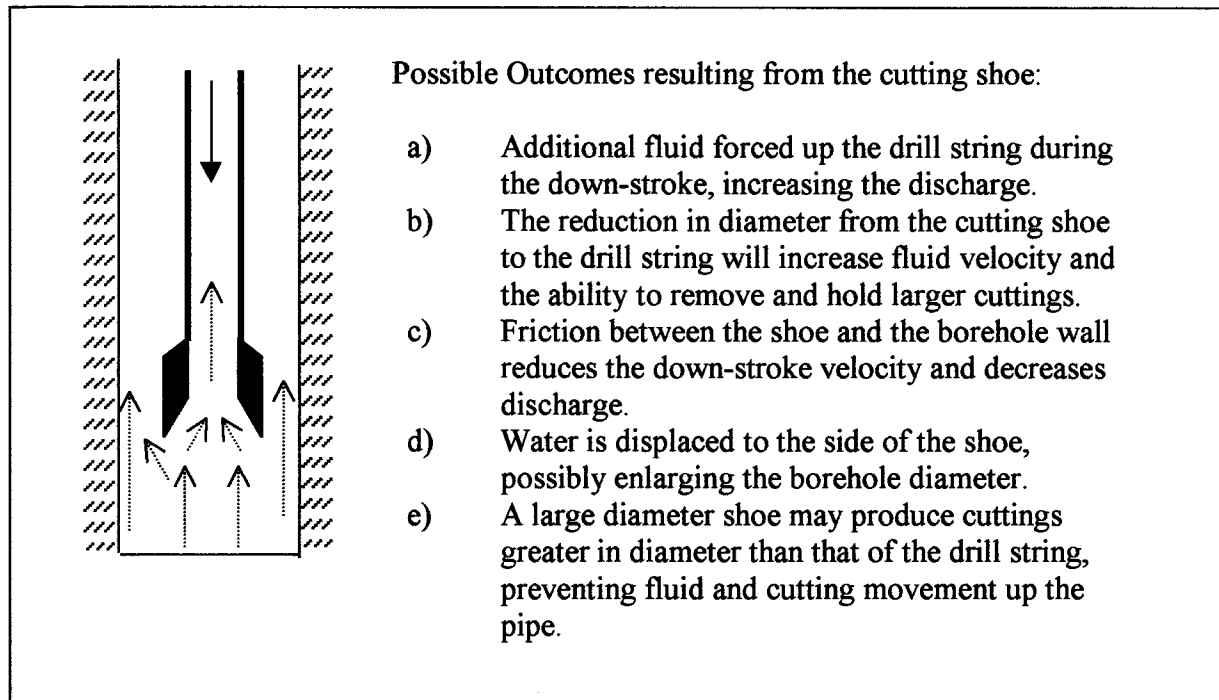 Possible Outcomes resulting from the cutting shoe:
a) Additional fluid forced up the drill string during
the down-stroke, increasing the discharge.
b) The reduction in diameter from the cutting shoe
to the drill string will increase fluid velocity and
the ability to remove and hold larger cuttings.
c) Friction between the shoe and the borehole wall
reduces the down-stroke velocity and decreases
discharge.
d) Water is displaced to the side of the shoe,
possibly enlarging the borehole diameter.
e) A large diameter shoe may produce cuttings
greater in diameter than that of the drill string,
preventing fluid and cutting movement up the
pipe.